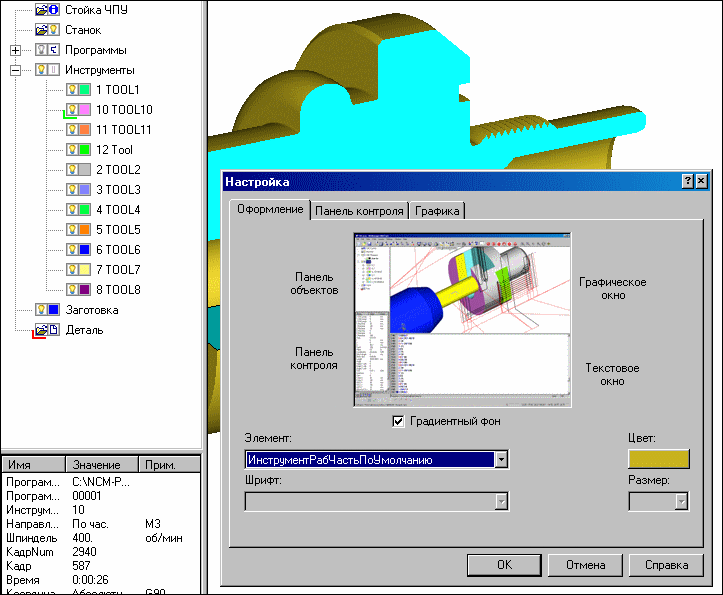 Стойка ЧПУ
Станок
Программы
Инструменты
1 TOOL1
10 TOOL10
11 TOOL11
12 Tool
2 TOOL2
3 TOOL3
4 TOOL4
5 TOOL5
6 TOOL6
7 TOOL7
8 TOOL8
Заготовка
Деталь
Имя Значение Прим.
Програм... C:\NCM-P...
Програм... 00001
Инструм... 10
Направл... По час. M3
Шпиндель 400. об/мин
КадрNum 2940
Кадр 587
Время 0:00:26
Координа Абсолютн G90
Настройка
Оформление Панель контроля Графика
Панель объектов
Графическое окно
Панель контроля
Текстовое окно
Градиентный фон
Элемент: Цвет:
ИнструментРабЧастьПоУмолчанию
Шрифт: Размер:
OK Отмена Справка